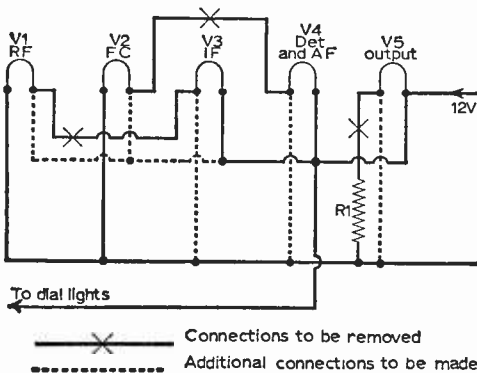 V1
RF
V2
FC
V3
IF
V4
Det
and AF
V5
output
12V
R1
To dial lights
Connections to be removed
Additional connections to be made